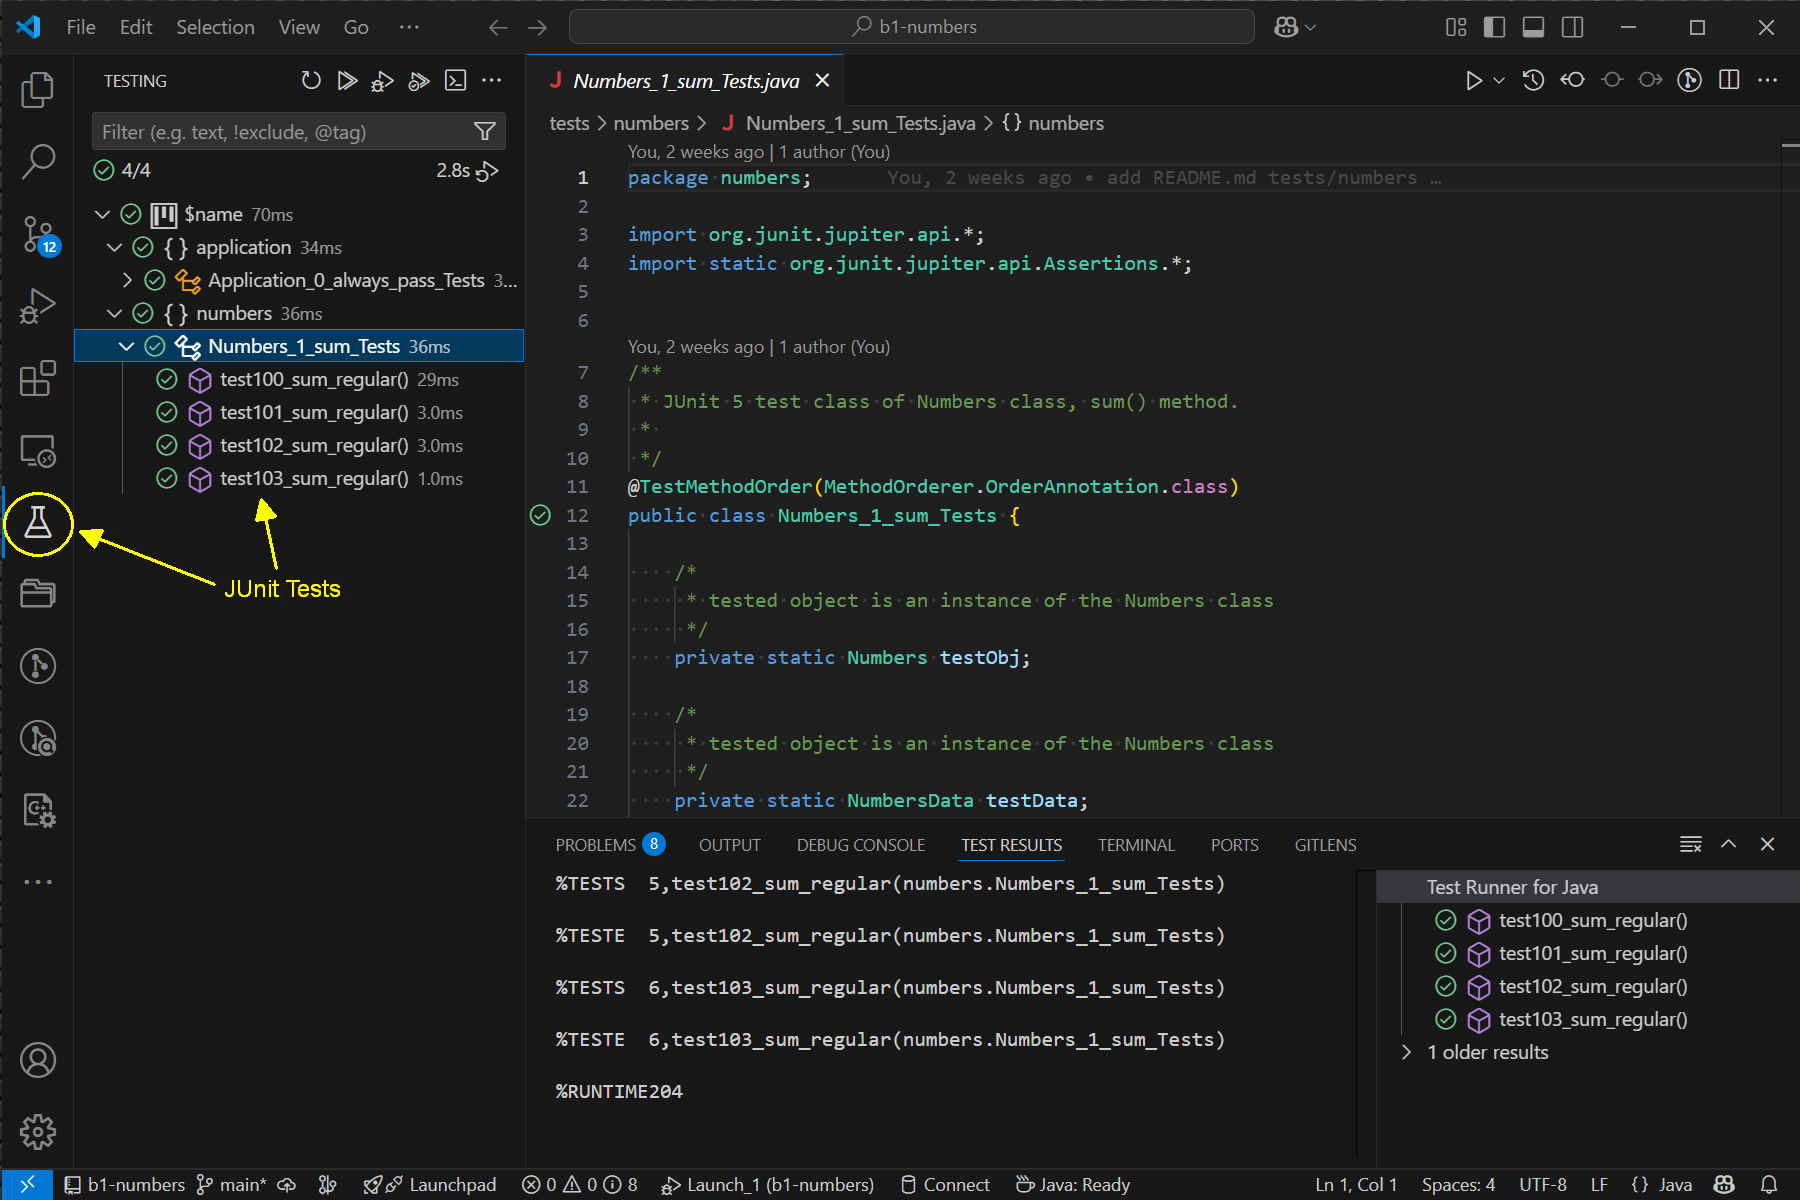 File Edit Selection View Go ···
b1-numbers
TESTING
Filter (e.g. text, !exclude, @tag)
4/4 2.8s
$name 70ms
{} application 34ms
Application_0_always_pass_Tests 3...
{} numbers 36ms
Numbers_1_sum_Tests 36ms
test100_sum_regular() 29ms
test101_sum_regular() 3.0ms
test102_sum_regular() 3.0ms
test103_sum_regular() 1.0ms
12
JUnit Tests
J Numbers_1_sum_Tests.java
tests > numbers > J Numbers_1_sum_Tests.java > {} numbers
You, 2 weeks ago | 1 author (You)
1 package numbers; You, 2 weeks ago • add README.md tests/numbers …
2
3 import org.junit.jupiter.api.*;
4 import static org.junit.jupiter.api.Assertions.*;
5
6
You, 2 weeks ago | 1 author (You)
7 /**
8 * JUnit 5 test class of Numbers class, sum() method.
9 *
10 */
11 @TestMethodOrder(MethodOrderer.OrderAnnotation.class)
12 public class Numbers_1_sum_Tests {
13
14 /*
15 * tested object is an instance of the Numbers class
16 */
17 private static Numbers testObj;
18
19 /*
20 * tested object is an instance of the Numbers class
21 */
22 private static NumbersData testData;
PROBLEMS 8 OUTPUT DEBUG CONSOLE TEST RESULTS TERMINAL PORTS GITLENS
%TESTS 5,test102_sum_regular(numbers.Numbers_1_sum_Tests)
%TESTE 5,test102_sum_regular(numbers.Numbers_1_sum_Tests)
%TESTS 6,test103_sum_regular(numbers.Numbers_1_sum_Tests)
%TESTE 6,test103_sum_regular(numbers.Numbers_1_sum_Tests)
%RUNTIME204
Test Runner for Java
test100_sum_regular()
test101_sum_regular()
test102_sum_regular()
test103_sum_regular()
1 older results
b1-numbers main* Launchpad 0 0 8 Launch_1 (b1-numbers) Connect Java: Ready Ln 1, Col 1 Spaces: 4 UTF-8 LF {} Java